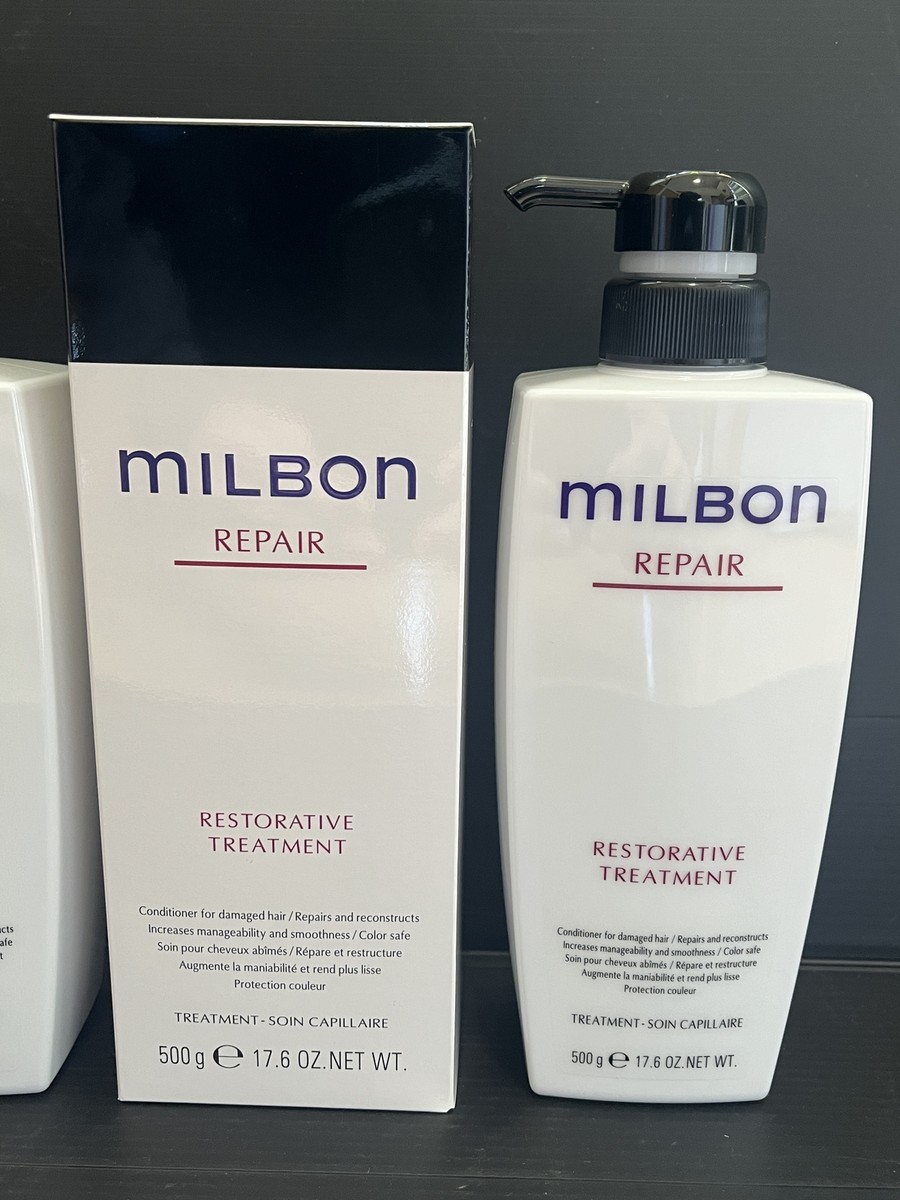 mILBOn
REPAIR
RESTORATIVE
TREATMENT
Conditioner for damaged hair / Repairs and reconstructs
Increases manageability and smoothness / Color safe
Soin pour cheveux abîmés / Répare et restructure
Augmente la maniabilité et rend plus lisse
Protection couleur
TREATMENT - SOIN CAPILLAIRE
500 g ℮ 17.6 OZ.NET WT.
mILBOn
REPAIR
RESTORATIVE
TREATMENT
Conditioner for damaged hair / Repairs and reconstructs
Increases manageability and smoothness / Color safe
Soin pour cheveux abîmés / Répare et restructure
Augmente la maniabilité et rend plus lisse
Protection couleur
TREATMENT - SOIN CAPILLAIRE
500 g ℮ 17.6 OZ.NET WT.